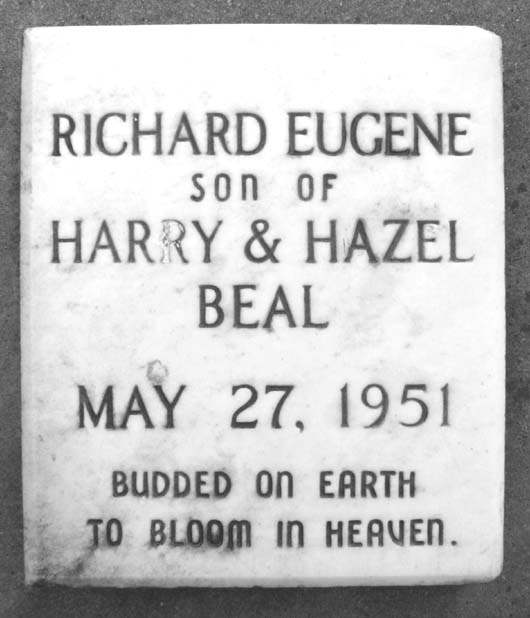 RICHARD EUGENE
SON OF
HARRY & HAZEL
BEAL
MAY 27, 1951
BUDDED ON EARTH
TO BLOOM IN HEAVEN.